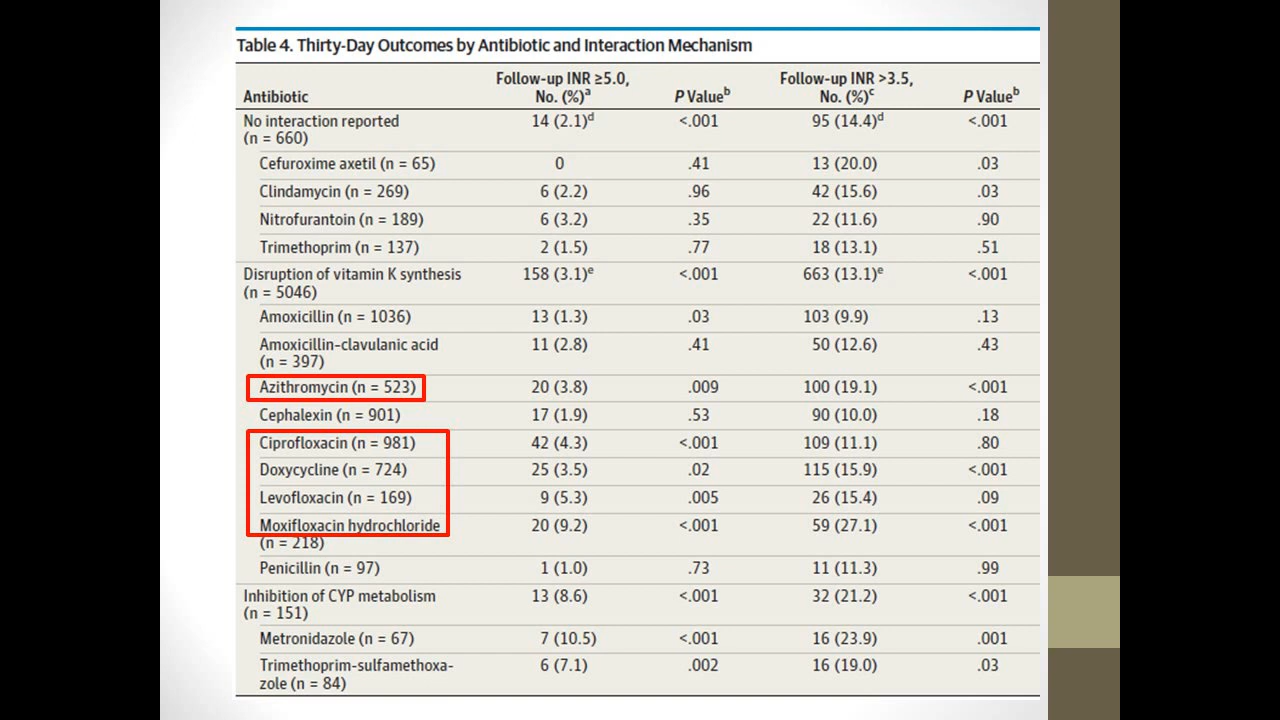 Table 4. Thirty-Day Outcomes by Antibiotic and Interaction Mechanism
Antibiotic Follow-up INR ≥5.0, No. (%)a P Valueb Follow-up INR >3.5, No. (%)c P Valueb
No interaction reported (n = 660) 14 (2.1)d <.001 95 (14.4)d <.001
Cefuroxime axetil (n = 65) 0 .41 13 (20.0) .03
Clindamycin (n = 269) 6 (2.2) .96 42 (15.6) .03
Nitrofurantoin (n = 189) 6 (3.2) .35 22 (11.6) .90
Trimethoprim (n = 137) 2 (1.5) .77 18 (13.1) .51
Disruption of vitamin K synthesis (n = 5046) 158 (3.1)e <.001 663 (13.1)e <.001
Amoxicillin (n = 1036) 13 (1.3) .03 103 (9.9) .13
Amoxicillin-clavulanic acid (n = 397) 11 (2.8) .41 50 (12.6) .43
Azithromycin (n = 523) 20 (3.8) .009 100 (19.1) <.001
Cephalexin (n = 901) 17 (1.9) .53 90 (10.0) .18
Ciprofloxacin (n = 981) 42 (4.3) <.001 109 (11.1) .80
Doxycycline (n = 724) 25 (3.5) .02 115 (15.9) <.001
Levofloxacin (n = 169) 9 (5.3) .005 26 (15.4) .09
Moxifloxacin hydrochloride (n = 218) 20 (9.2) <.001 59 (27.1) <.001
Penicillin (n = 97) 1 (1.0) .73 11 (11.3) .99
Inhibition of CYP metabolism (n = 151) 13 (8.6) <.001 32 (21.2) <.001
Metronidazole (n = 67) 7 (10.5) <.001 16 (23.9) .001
Trimethoprim-sulfamethoxa-zole (n = 84) 6 (7.1) .002 16 (19.0) .03